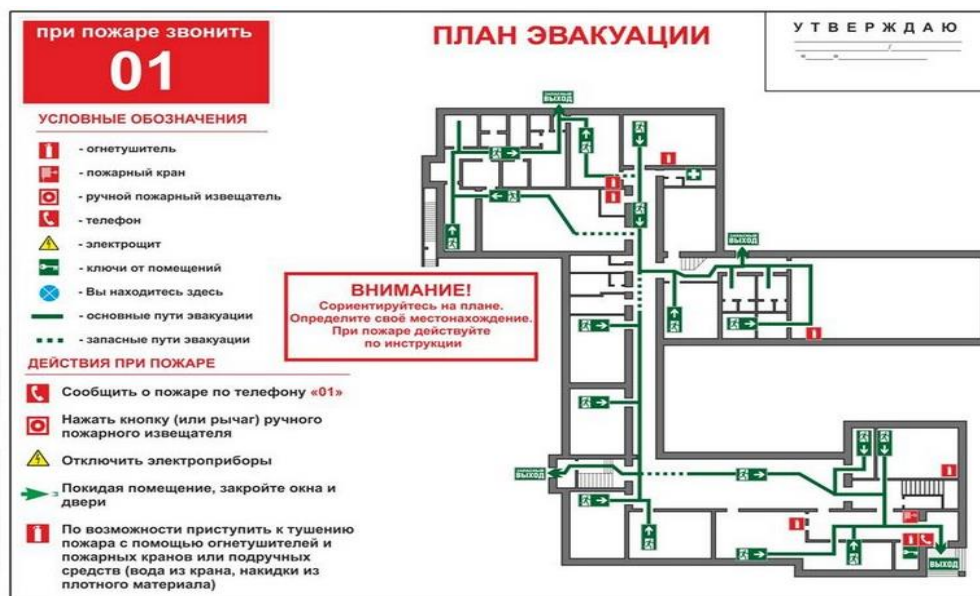 при пожаре звонить
01
ПЛАН ЭВАКУАЦИИ
УТВЕРЖДАЮ
УСЛОВНЫЕ ОБОЗНАЧЕНИЯ
- огнетушитель
- пожарный кран
- ручной пожарный извещатель
- телефон
- электрощит
- ключи от помещений
- Вы находитесь здесь
- основные пути эвакуации
- запасные пути эвакуации
ДЕЙСТВИЯ ПРИ ПОЖАРЕ
Сообщить о пожаре по телефону «01»
Нажать кнопку (или рычаг) ручного
пожарного извещателя
Отключить электроприборы
Покидая помещение, закройте окна и
двери
По возможности приступить к тушению
пожара с помощью огнетушителей и
пожарных кранов или подручных
средств (вода из крана, накидки из
плотного материала)
ВНИМАНИЕ!
Сориентируйтесь на плане.
Определите своё местонахождение.
При пожаре действуйте
по инструкции
ЗАПАСНЫЙ
ВЫХОД
ЗАПАСНЫЙ
ВЫХОД
ЗАПАСНЫЙ
ВЫХОД
ВЫХОД